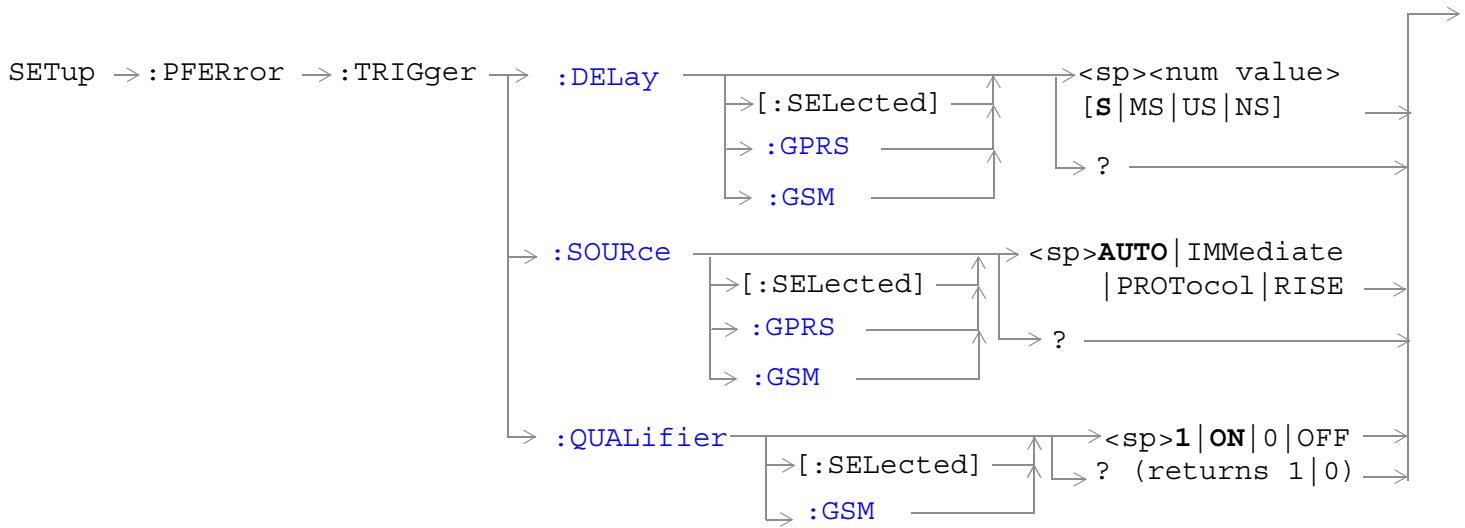 SETup :PFERror :TRIGger :DELay <sp><num value>
[:SELected] [S|MS|US|NS]
:GPRS
?
:GSM
:SOURce <sp>AUTO|IMMediate
[:SELected] |PROTocol|RISE
:GPRS
?
:GSM
:QUALifier <sp>1|ON|0|OFF
[:SELected] ? (returns 1|0)
:GSM